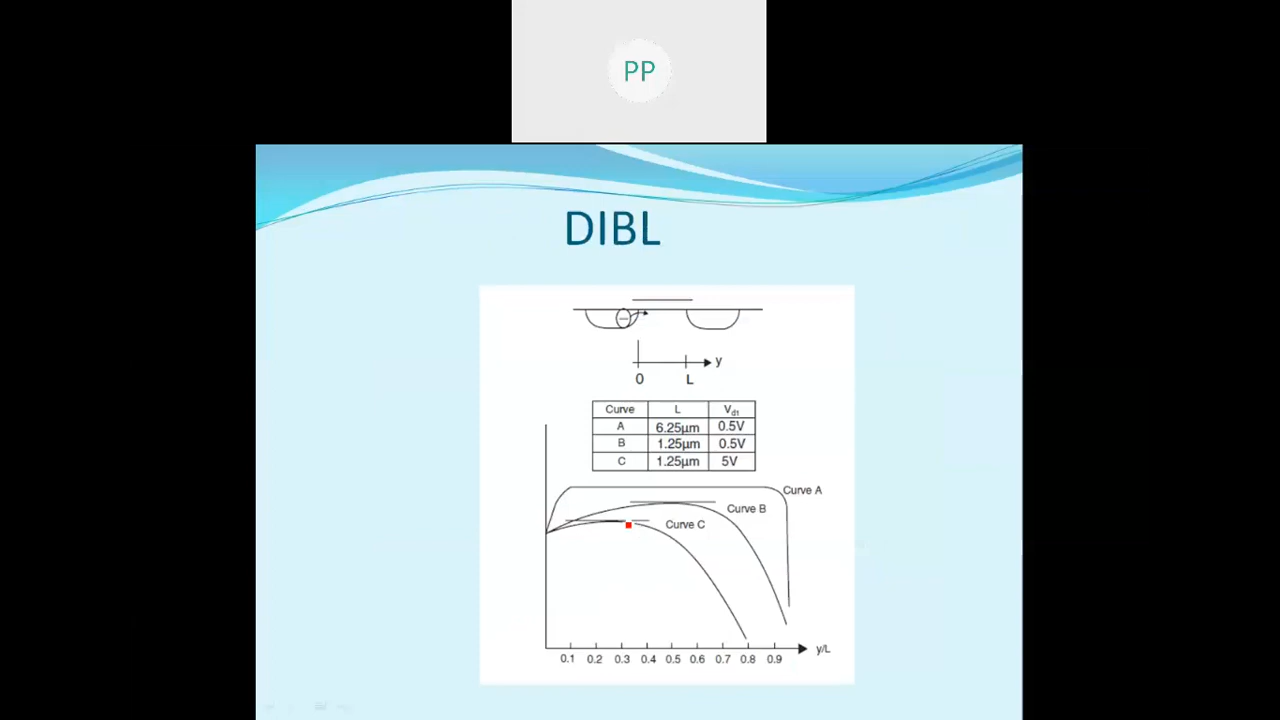 PP
DIBL
y
0 L
Curve L Vd1
A 6.25µm 0.5V
B 1.25µm 0.5V
C 1.25µm 5V
Curve A
Curve B
Curve C
y/L
0.1 0.2 0.3 0.4 0.5 0.6 0.7 0.8 0.9